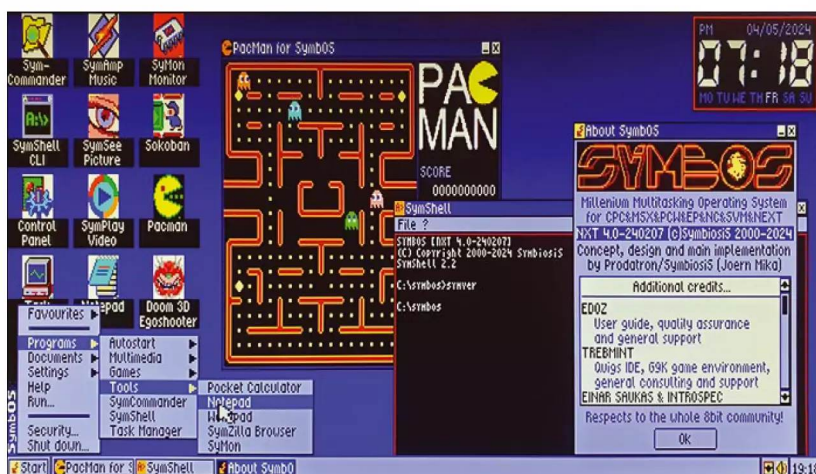 Sym-
Commander
SymAmp
Music
SyMon
Monitor
SymShell
CLI
SymSee
Picture
Sokoban
Control
Panel
SymPlay
Video
Pacman
Doom 3D
Egoshooter
PacMan for SymbOS
PAC
MAN
SCORE
0000000000
PM 04/05/2024
07:18
MO TU WE TH FR SA SU
SymShell
File ?
SYMBOS [NXT 4.0-240207]
(C) Copyright 2000-2024 SymbiosiS
SymShell 2.2
C:\symbos>symver
C:\symbos
About SymbOS
SYMBOS
Millenium Multitasking Operating System
for CPC&MSX&PCW&EP&NC&SVM&NEXT
NXT 4.0-240207 (c)SymbiosiS 2000-2024
Concept, design and main implementation
by Prodatron/SymbiosiS (Joern Mika)
Additional credits...
EDOZ
User guide, quality assurance
and general support
TREBMINT
Quigs IDE, G9K game environment,
general consulting and support
EINAR SAUKAS & INTROSPEC
Respects to the whole 8bit community!
OK
Favourites
Programs
Documents
Settings
Help
Run...
Security...
Shut down...
SymbOS
Autostart
Multimedia
Games
Tools
SymCommander
SymShell
Task Manager
Pocket Calculator
Notepad
SymZilla Browser
SyMon
Start
PacMan for S
SymShell
About SymbO
19:18